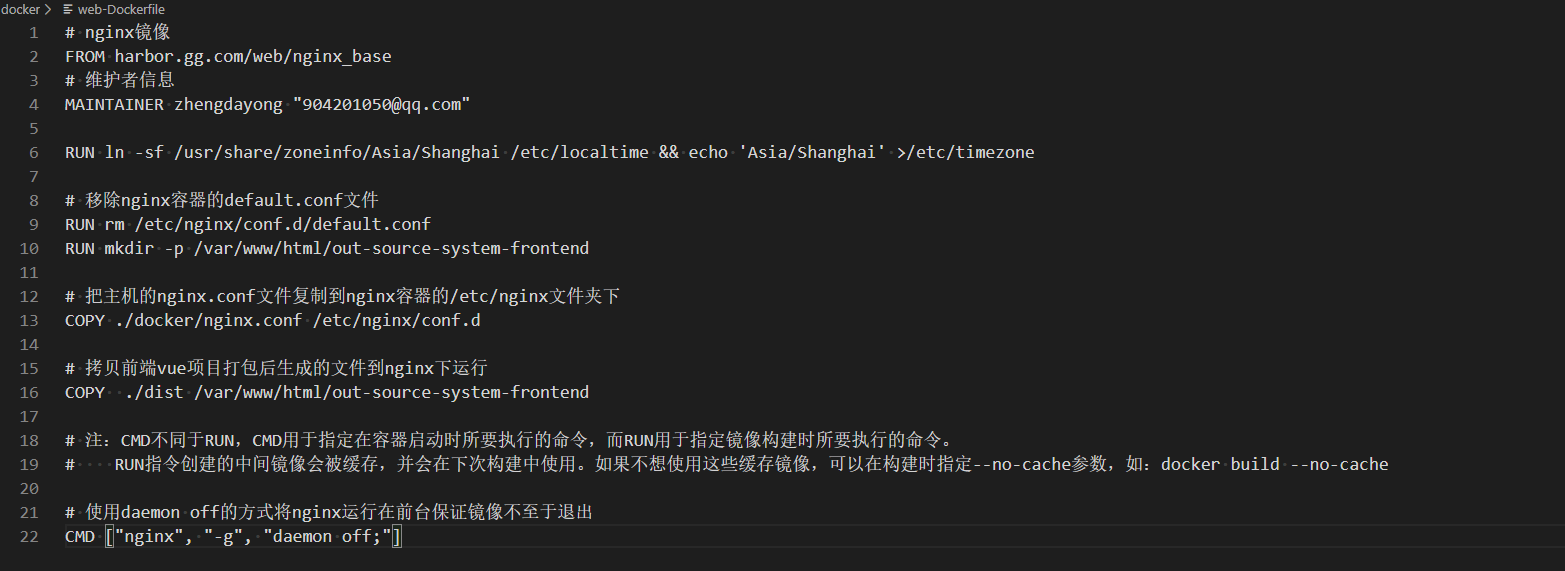 docker > web-Dockerfile
1 # nginx镜像
2 FROM harbor.gg.com/web/nginx_base
3 # 维护者信息
4 MAINTAINER zhengdayong "904201050@qq.com"
5
6 RUN ln -sf /usr/share/zoneinfo/Asia/Shanghai /etc/localtime && echo 'Asia/Shanghai' >/etc/timezone
7
8 # 移除nginx容器的default.conf文件
9 RUN rm /etc/nginx/conf.d/default.conf
10 RUN mkdir -p /var/www/html/out-source-system-frontend
11
12 # 把主机的nginx.conf文件复制到nginx容器的/etc/nginx文件夹下
13 COPY ./docker/nginx.conf /etc/nginx/conf.d
14
15 # 拷贝前端vue项目打包后生成的文件到nginx下运行
16 COPY  ./dist /var/www/html/out-source-system-frontend
17
18 # 注：CMD不同于RUN，CMD用于指定在容器启动时所要执行的命令，而RUN用于指定镜像构建时所要执行的命令。
19 #    RUN指令创建的中间镜像会被缓存，并会在下次构建中使用。如果不想使用这些缓存镜像，可以在构建时指定--no-cache参数，如：docker build --no-cache
20
21 # 使用daemon off的方式将nginx运行在前台保证镜像不至于退出
22 CMD ["nginx", "-g", "daemon off;"]